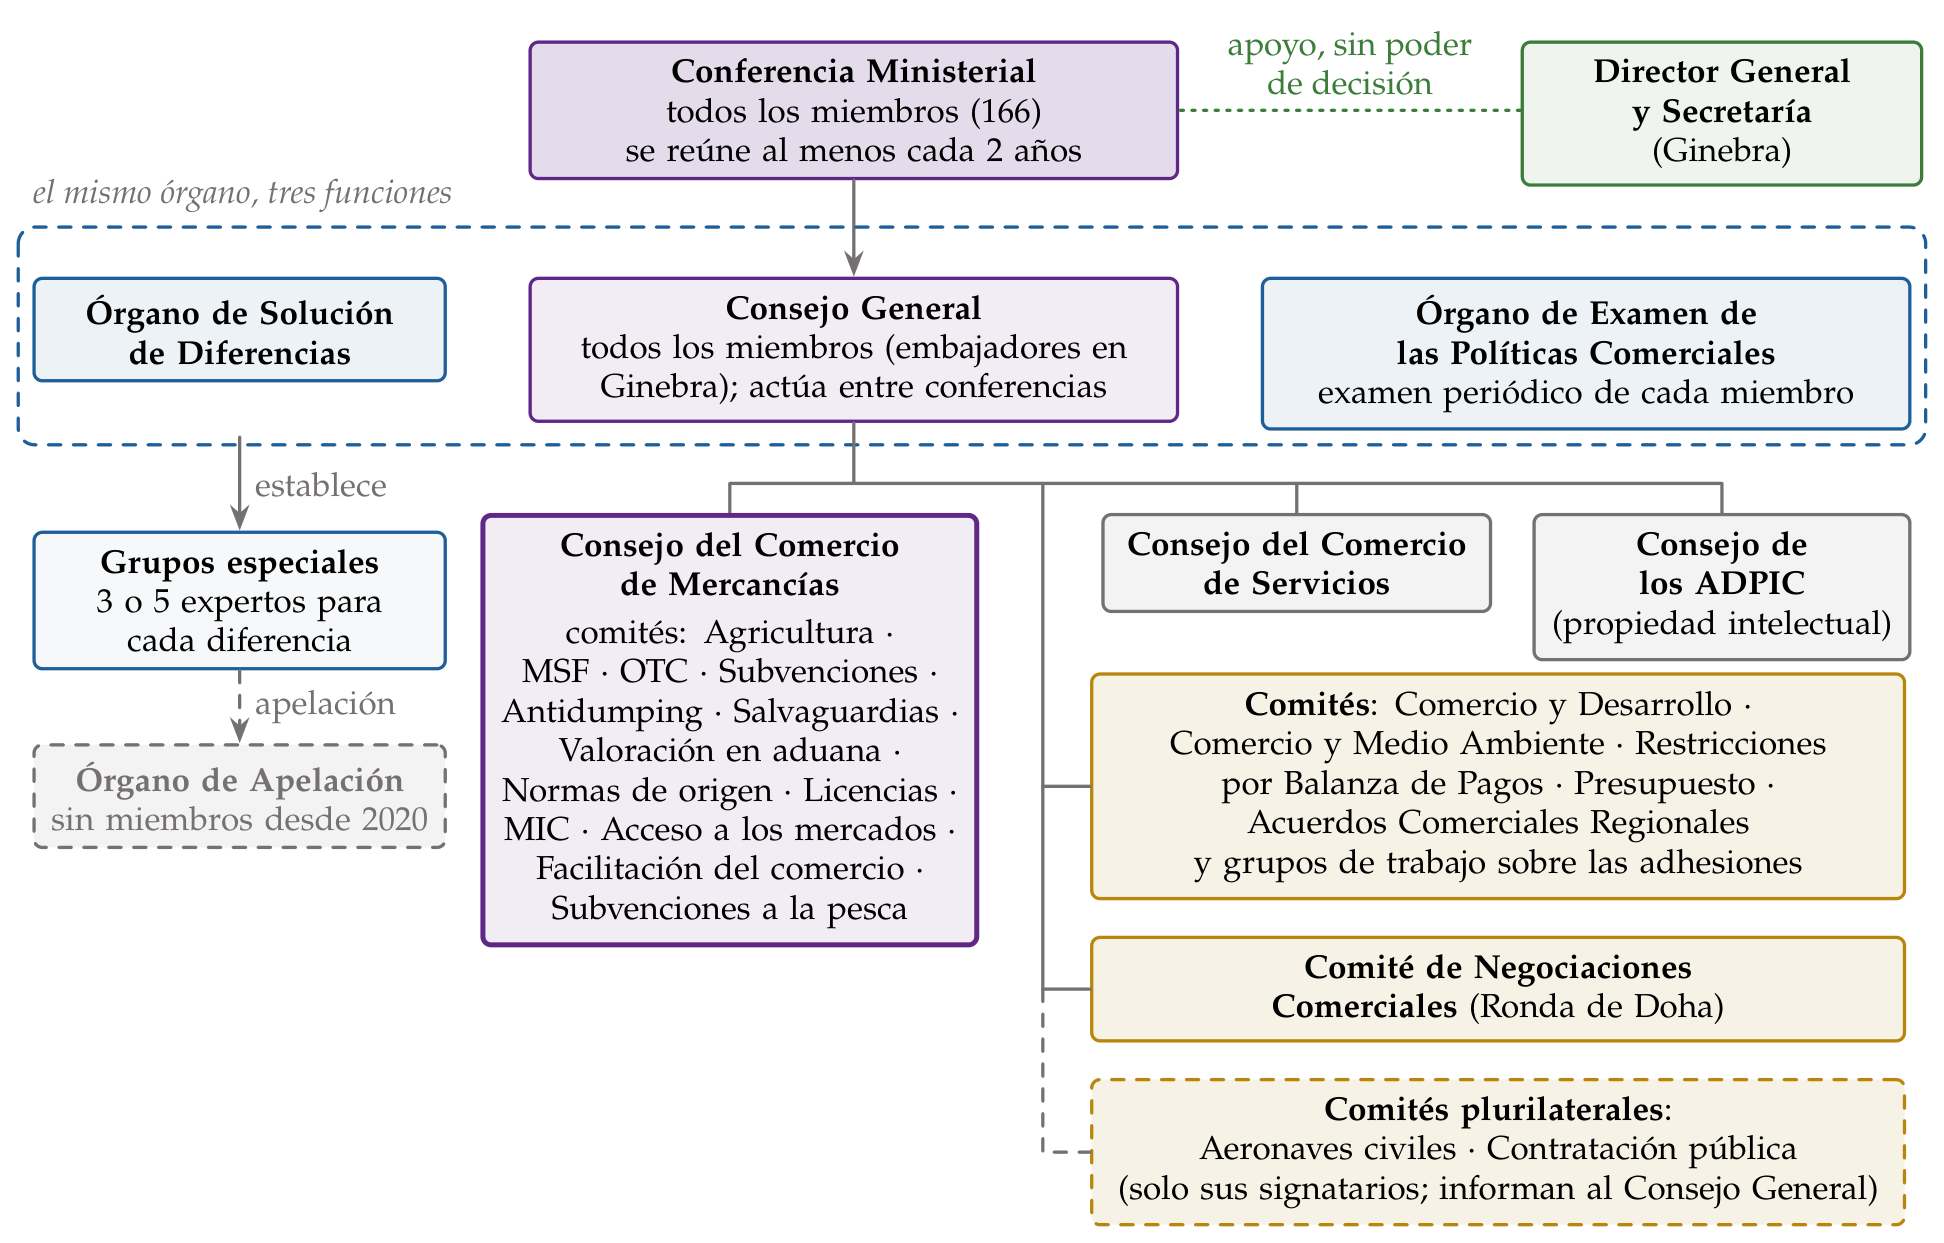 Conferencia Ministerial
todos los miembros (166)
se reúne al menos cada 2 años
apoyo, sin poder
de decisión
Director General
y Secretaría
(Ginebra)
el mismo órgano, tres funciones
Órgano de Solución
de Diferencias
Consejo General
todos los miembros (embajadores en
Ginebra); actúa entre conferencias
Órgano de Examen de
las Políticas Comerciales
examen periódico de cada miembro
establece
Grupos especiales
3 o 5 expertos para
cada diferencia
apelación
Órgano de Apelación
sin miembros desde 2020
Consejo del Comercio
de Mercancías
comités: Agricultura ·
MSF · OTC · Subvenciones ·
Antidumping · Salvaguardias ·
Valoración en aduana ·
Normas de origen · Licencias ·
MIC · Acceso a los mercados ·
Facilitación del comercio ·
Subvenciones a la pesca
Consejo del Comercio
de Servicios
Consejo de
los ADPIC
(propiedad intelectual)
Comités: Comercio y Desarrollo ·
Comercio y Medio Ambiente · Restricciones
por Balanza de Pagos · Presupuesto ·
Acuerdos Comerciales Regionales
y grupos de trabajo sobre las adhesiones
Comité de Negociaciones
Comerciales (Ronda de Doha)
Comités plurilaterales:
Aeronaves civiles · Contratación pública
(solo sus signatarios; informan al Consejo General)